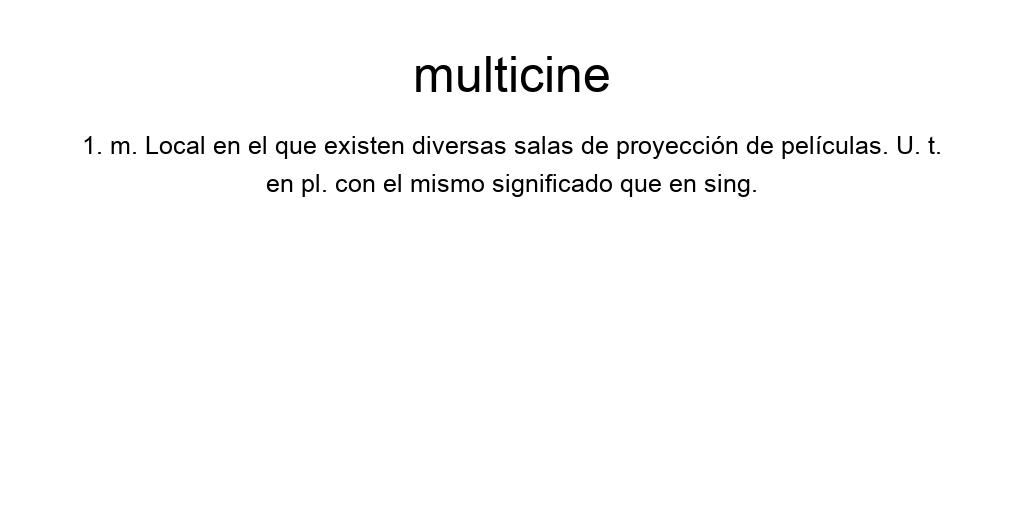 multicine
1. m. Local en el que existen diversas salas de proyección de películas. U. t.
en pl. con el mismo significado que en sing.